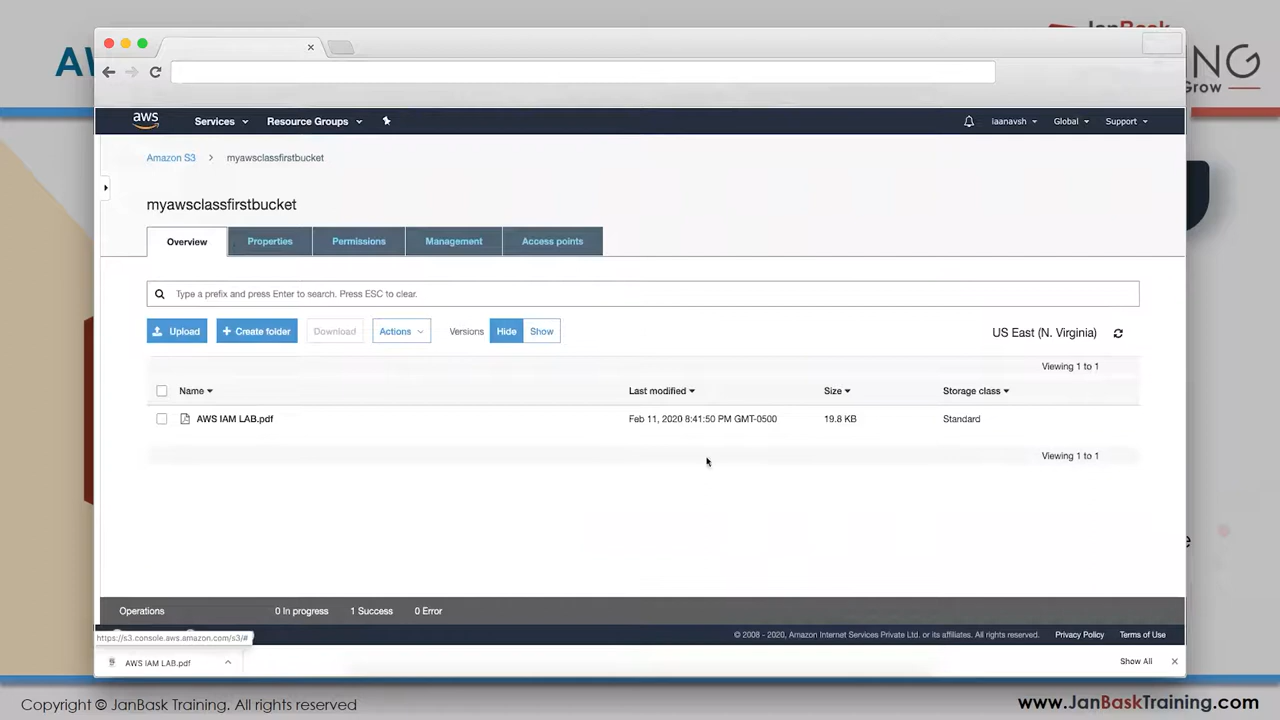 AW
JanBask
NING
Grow
aws Services Resource Groups laanavsh Global Support
Amazon S3 myawsclassfirstbucket
myawsclassfirstbucket
Overview Properties Permissions Management Access points
Type a prefix and press Enter to search. Press ESC to clear.
Upload + Create folder Download Actions Versions Hide Show US East (N. Virginia)
Viewing 1 to 1
Name Last modified Size Storage class
AWS IAM LAB.pdf Feb 11, 2020 8:41:50 PM GMT-0500 19.8 KB Standard
Viewing 1 to 1
Operations 0 In progress 1 Success 0 Error
https://s3.console.aws.amazon.com/s3/#
© 2008 - 2020, Amazon Internet Services Private Ltd. or its affiliates. All rights reserved. Privacy Policy Terms of Use
AWS IAM LAB.pdf Show All
Copyright © JanBask Training. All rights reserved www.JanBaskTraining.com